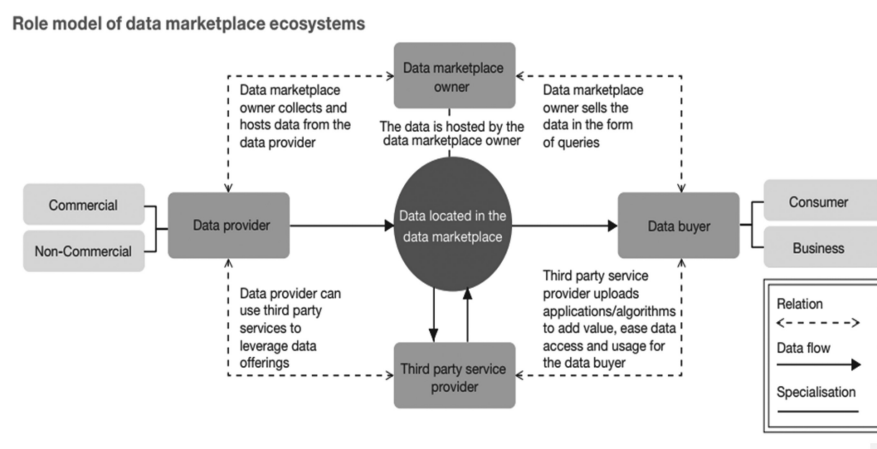 Role model of data marketplace ecosystems
Data marketplace
owner
Data marketplace
owner collects and
hosts data from the
data provider
The data is hosted by the
data marketplace owner
Data marketplace
owner sells the
data in the form
of queries
Commercial
Non-Commercial
Data provider
Data located in the
data marketplace
Data buyer
Consumer
Business
Data provider can
use third party
services to
leverage data
offerings
Third party service
provider
Third party service
provider uploads
applications/algorithms
to add value, ease data
access and usage for
the data buyer
Relation
Data flow
Specialisation